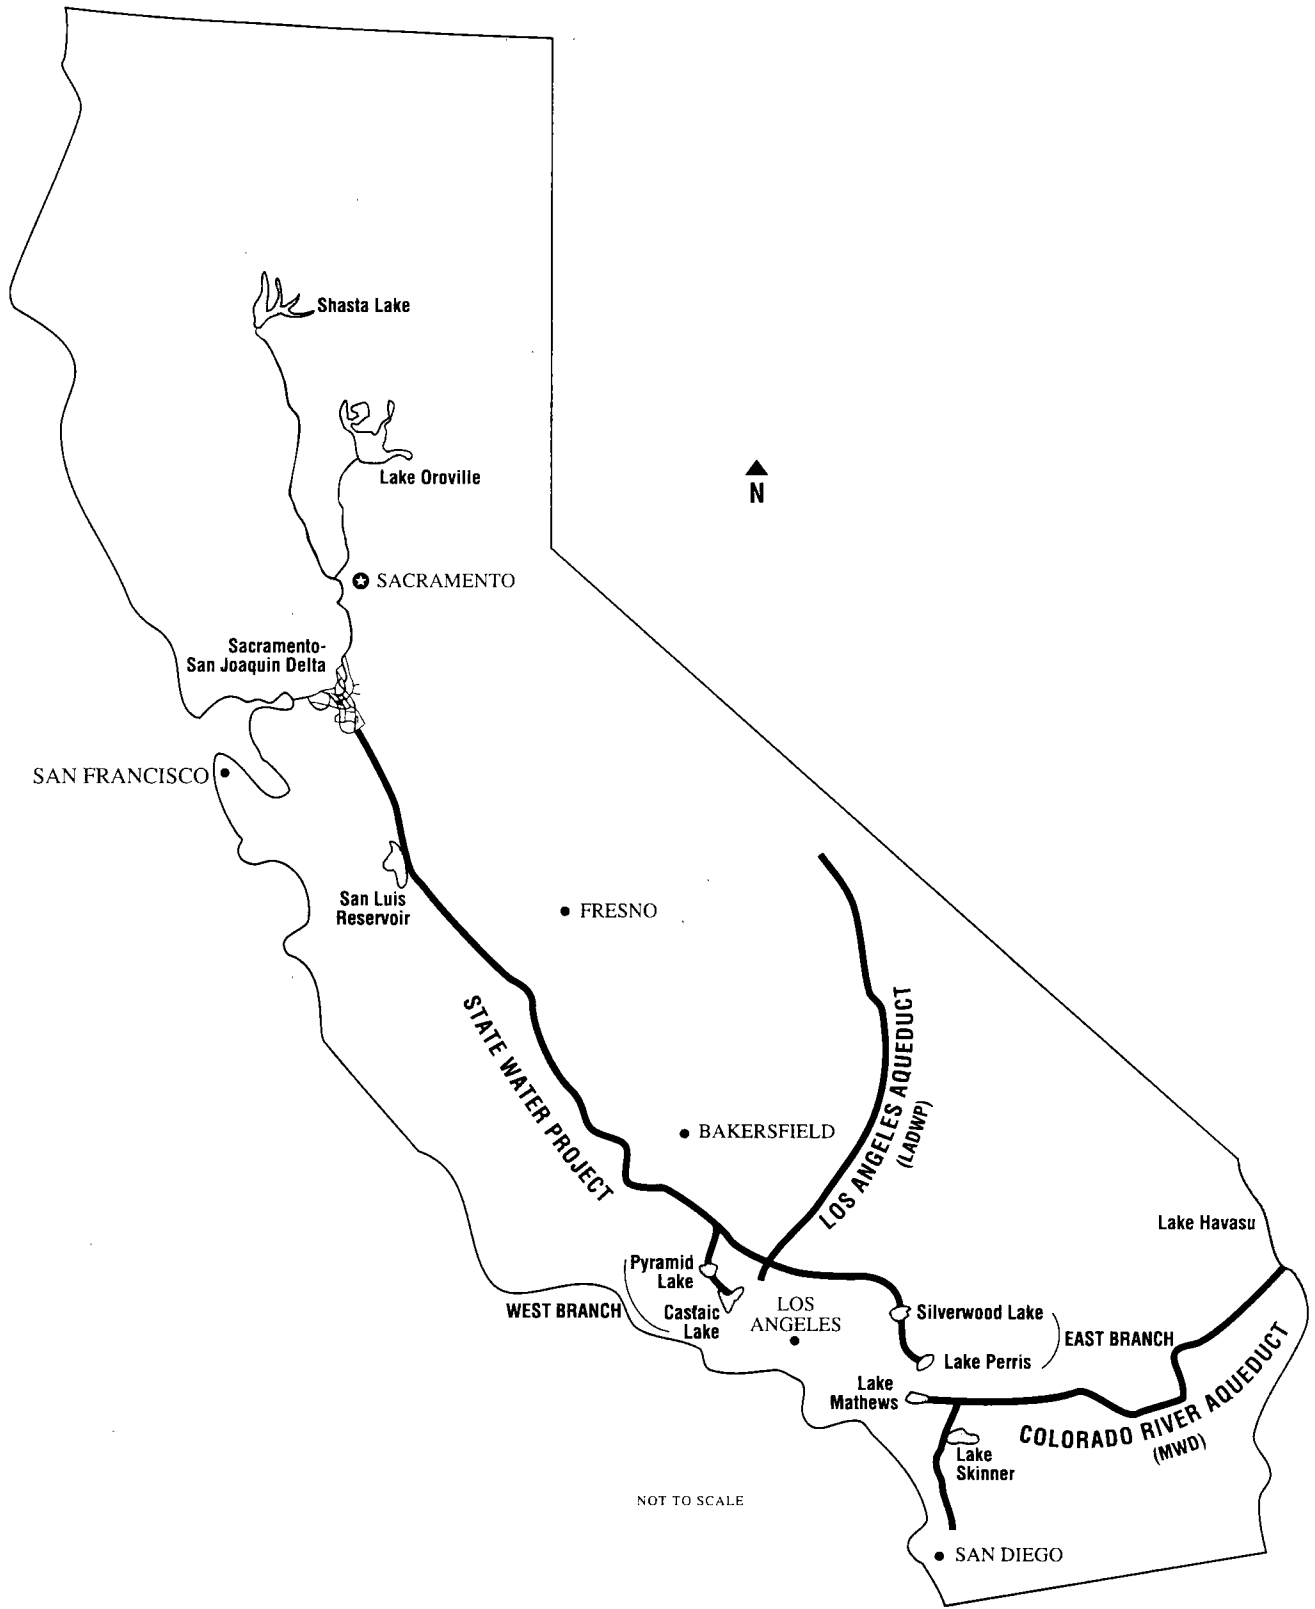 Shasta Lake
Lake Oroville
N
SACRAMENTO
Sacramento-
San Joaquin Delta
SAN FRANCISCO
San Luis
Reservoir
FRESNO
STATE WATER PROJECT
LOS ANGELES AQUEDUCT
(LADWP)
BAKERSFIELD
Lake Havasu
Pyramid
Lake
WEST BRANCH
Castaic
Lake
LOS
ANGELES
Silverwood Lake
EAST BRANCH
Lake Perris
Lake
Mathews
COLORADO RIVER AQUEDUCT
(MWD)
Lake
Skinner
NOT TO SCALE
SAN DIEGO